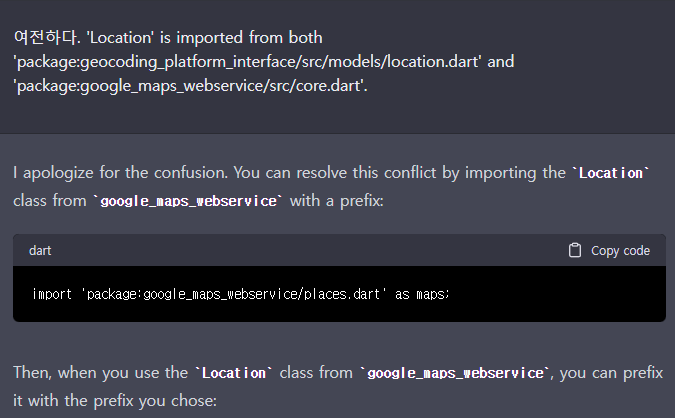 여전하다. 'Location' is imported from both
'package:geocoding_platform_interface/src/models/location.dart' and
'package:google_maps_webservice/src/core.dart'.
I apologize for the confusion. You can resolve this conflict by importing the `Location`
class from `google_maps_webservice` with a prefix:
dart
Copy code
import 'package:google_maps_webservice/places.dart' as maps;
Then, when you use the `Location` class from `google_maps_webservice`, you can prefix
it with the prefix you chose: